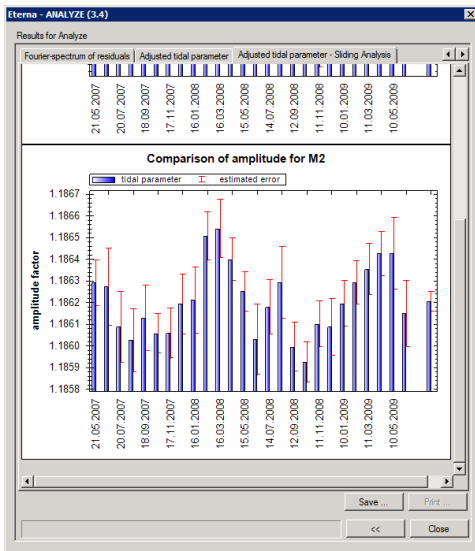 Eterna - ANALYZE (3.4)
Results for Analyze
Fourier-spectrum of residuals Adjusted tidal parameter Adjusted tidal parameter - Sliding Analysis
21.05.2007 20.07.2007 18.09.2007 17.11.2007 16.01.2008 16.03.2008 15.05.2008 14.07.2008 12.09.2008 11.11.2008 10.01.2009 11.03.2009 10.05.2009
Comparison of amplitude for M2
tidal parameter estimated error
1.1867
1.1866
1.1865
1.1864
1.1863
1.1862
1.1861
1.1860
1.1859
1.1858
amplitude factor
21.05.2007 20.07.2007 18.09.2007 17.11.2007 16.01.2008 16.03.2008 15.05.2008 14.07.2008 12.09.2008 11.11.2008 10.01.2009 11.03.2009 10.05.2009
Save ... Print ...
<< Close